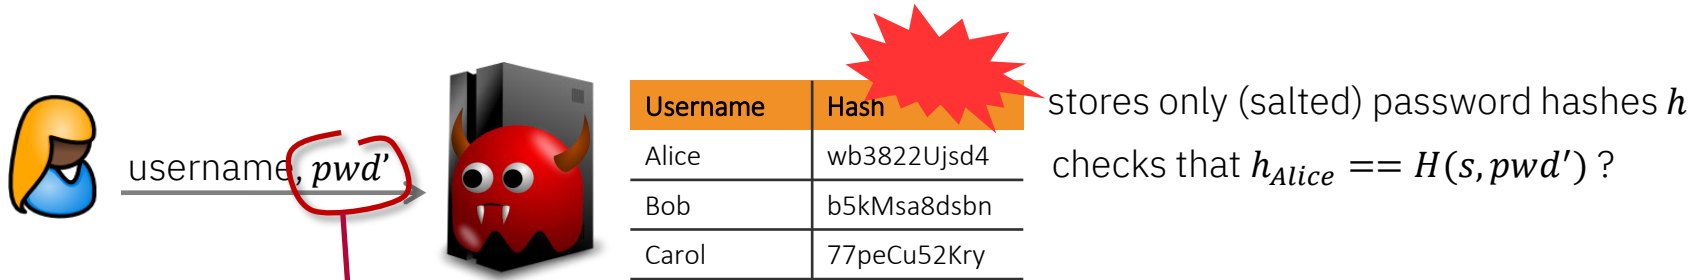 username, pwd’
Username Hash
Alice wb3822Ujsd4
Bob b5kMsa8dsbn
Carol 77peCu52Kry
stores only (salted) password hashes h
checks that h_Alice == H(s, pwd′) ?